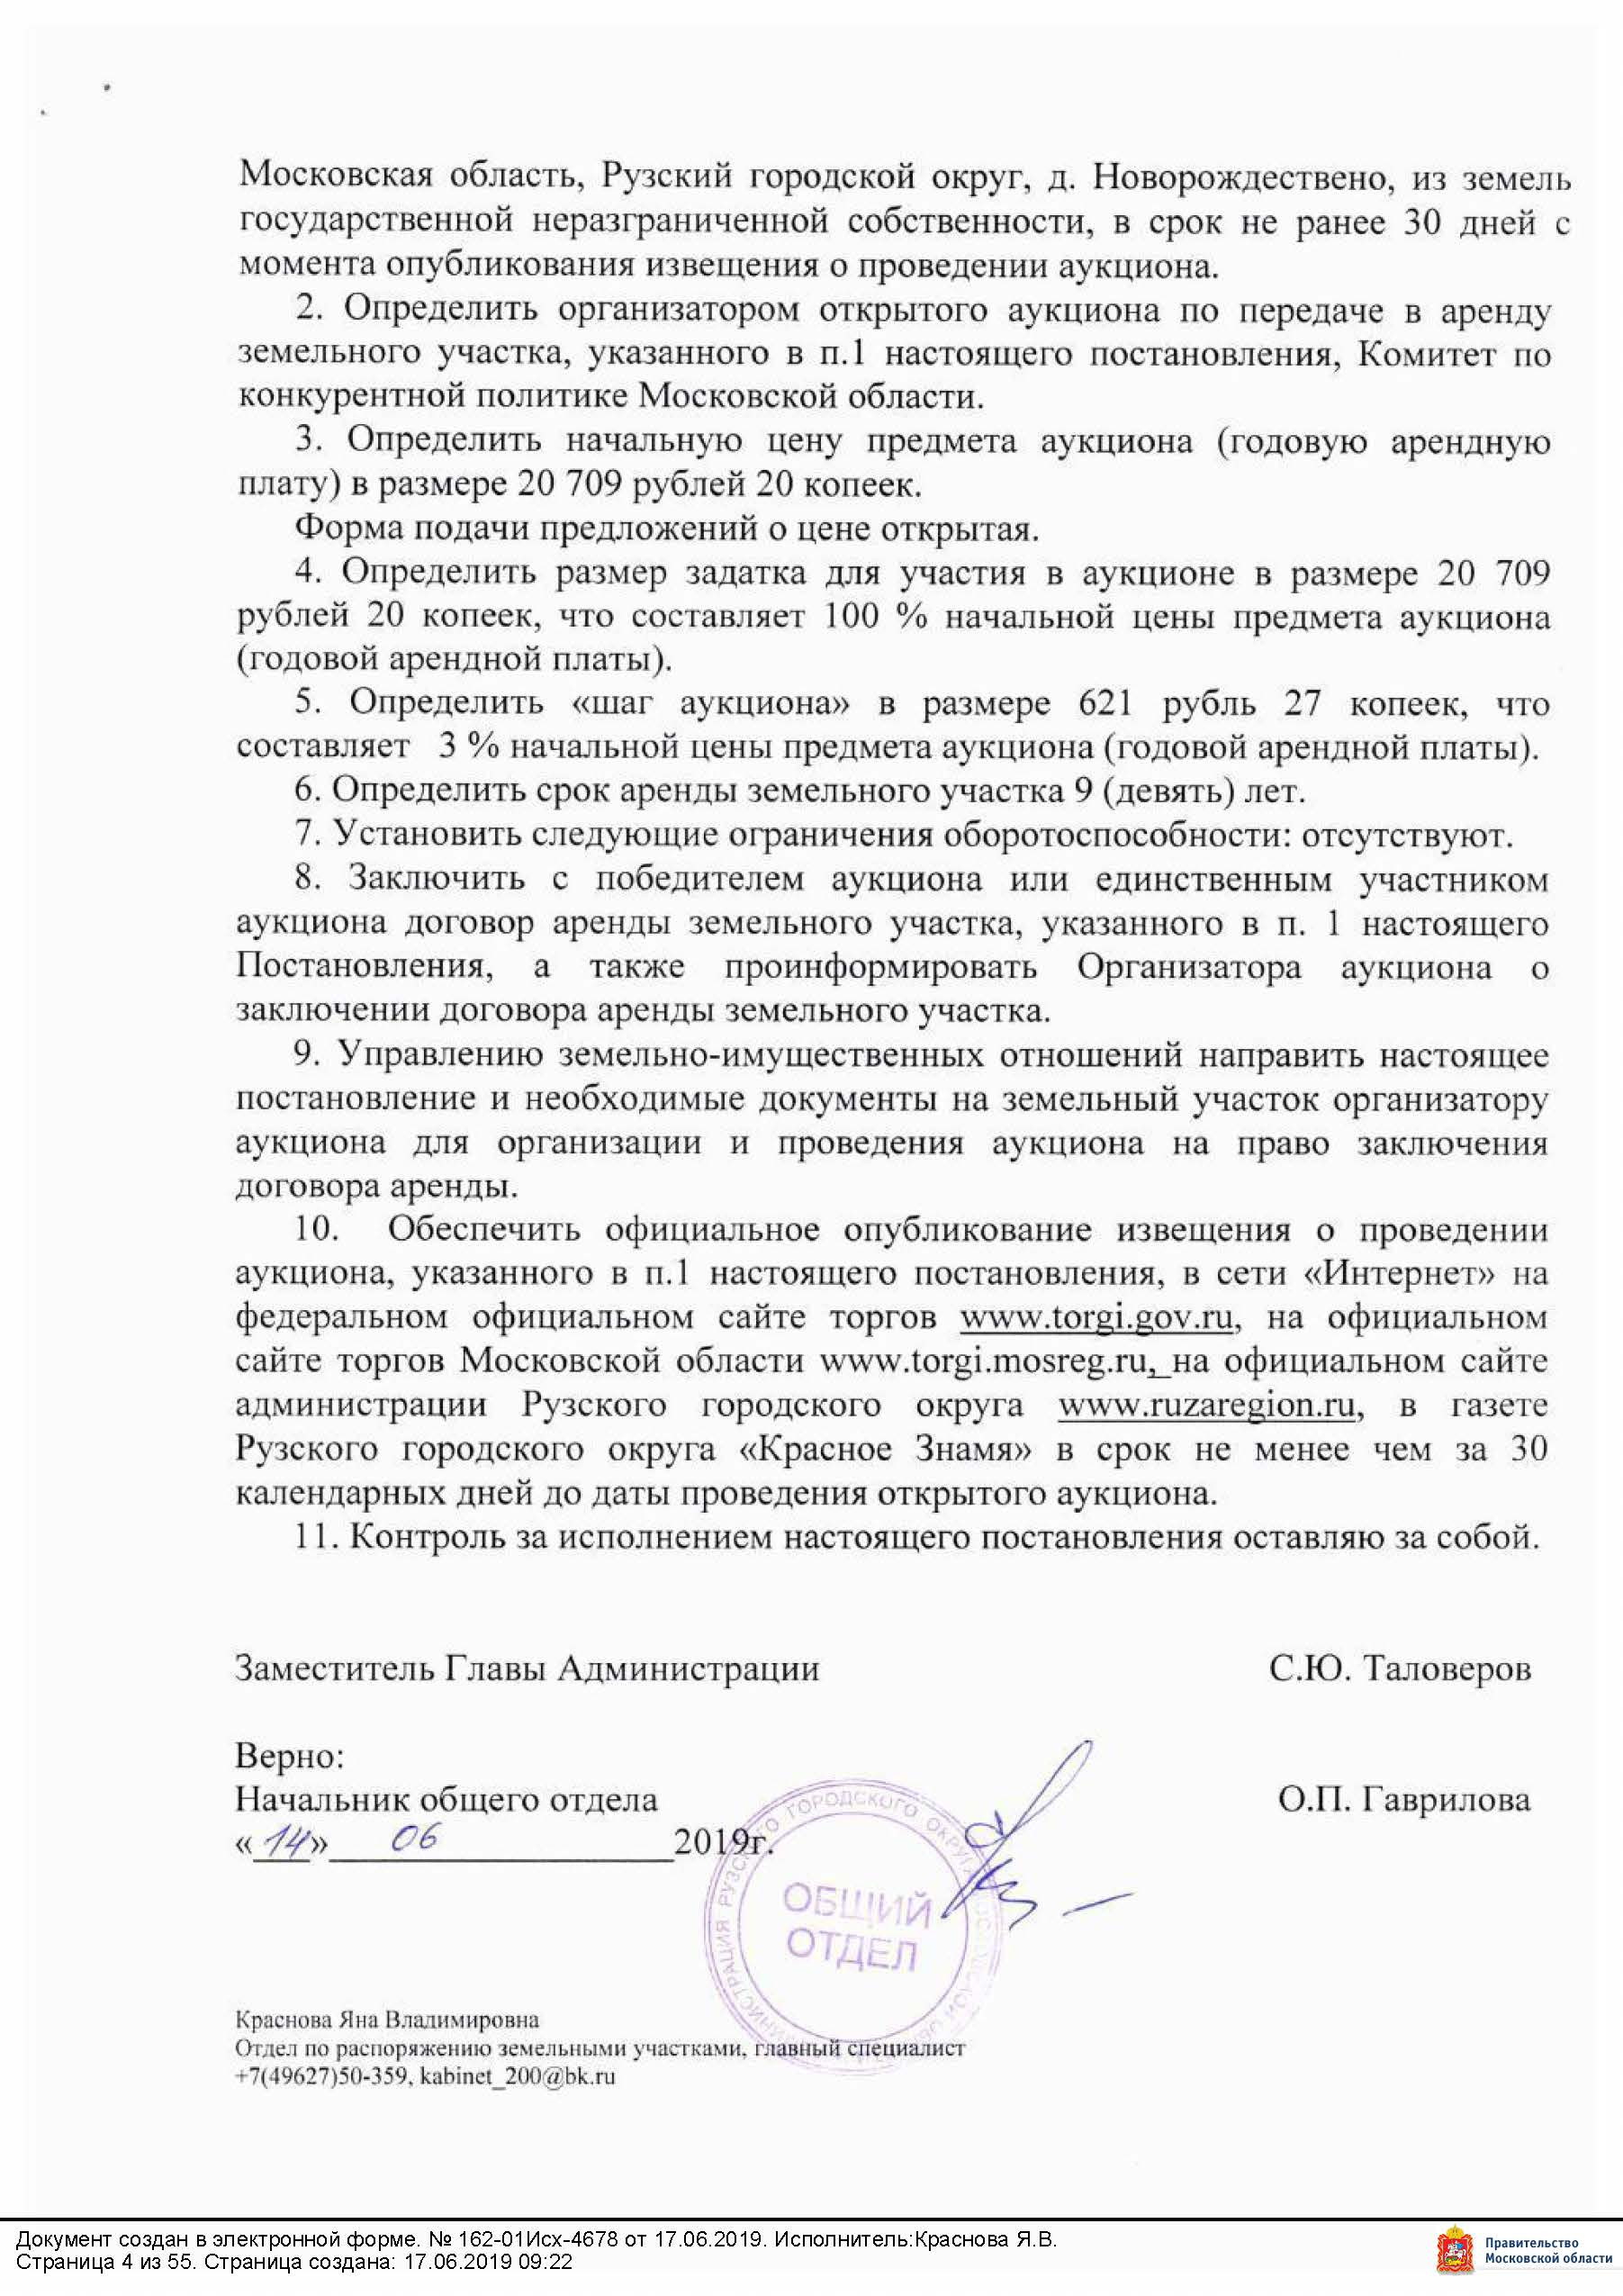 Московская область, Рузский городской округ, д. Новорождествено, из земель
государственной неразграниченной собственности, в срок не ранее 30 дней с
момента опубликования извещения о проведении аукциона.
2. Определить организатором открытого аукциона по передаче в аренду
земельного участка, указанного в п.1 настоящего постановления, Комитет по
конкурентной политике Московской области.
3. Определить начальную цену предмета аукциона (годовую арендную
плату) в размере 20 709 рублей 20 копеек.
Форма подачи предложений о цене открытая.
4. Определить размер задатка для участия в аукционе в размере 20 709
рублей 20 копеек, что составляет 100 % начальной цены предмета аукциона
(годовой арендной платы).
5. Определить «шаг аукциона» в размере 621 рубль 27 копеек, что
составляет 3 % начальной цены предмета аукциона (годовой арендной платы).
6. Определить срок аренды земельного участка 9 (девять) лет.
7. Установить следующие ограничения оборотоспособности: отсутствуют.
8. Заключить с победителем аукциона или единственным участником
аукциона договор аренды земельного участка, указанного в п. 1 настоящего
Постановления, а также проинформировать Организатора аукциона о
заключении договора аренды земельного участка.
9. Управлению земельно-имущественных отношений направить настоящее
постановление и необходимые документы на земельный участок организатору
аукциона для организации и проведения аукциона на право заключения
договора аренды.
10. Обеспечить официальное опубликование извещения о проведении
аукциона, указанного в п.1 настоящего постановления, в сети «Интернет» на
федеральном официальном сайте торгов www.torgi.gov.ru, на официальном
сайте торгов Московской области www.torgi.mosreg.ru, на официальном сайте
администрации Рузского городского округа www.ruzaregion.ru, в газете
Рузского городского округа «Красное Знамя» в срок не менее чем за 30
календарных дней до даты проведения открытого аукциона.
11. Контроль за исполнением настоящего постановления оставляю за собой.
Заместитель Главы Администрации С.Ю. Таловеров
Верно:
Начальник общего отдела О.П. Гаврилова
«14» 06 2019г.
РУЗСКОГО ГОРОДСКОГО ОКРУГА
ОБЩИЙ
ОТДЕЛ
Краснова Яна Владимировна
Отдел по распоряжению земельными участками, главный специалист
+7(49627)50-359, kabinet_200@bk.ru
Документ создан в электронной форме. № 162-01Исх-4678 от 17.06.2019. Исполнитель:Краснова Я.В.
Страница 4 из 55. Страница создана: 17.06.2019 09:22
Правительство
Московской области